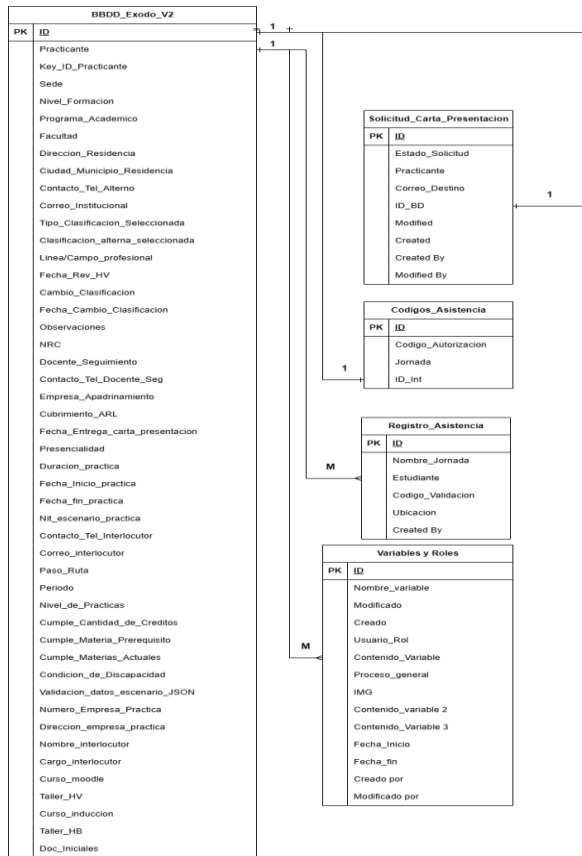 BBDD_Exodo_V2
PK ID
Practicante
Key_ID_Practicante
Sede
Nivel_Formacion
Programa_Academico
Facultad
Direccion_Residencia
Ciudad_Municipio_Residencia
Contacto_Tel_Alterno
Correo_Institucional
Tipo_Clasificacion_Seleccionada
Clasificacion_alterna_seleccionada
Linea/Campo_profesional
Fecha_Rev_HV
Cambio_Clasificacion
Fecha_Cambio_Clasificacion
Observaciones
NRC
Docente_Seguimiento
Contacto_Tel_Docente_Seg
Empresa_Apadrinamiento
Cubrimiento_ARL
Fecha_Entrega_carta_presentacion
Presencialidad
Duracion_practica
Fecha_Inicio_practica
Fecha_fin_practica
Nit_escenario_practica
Contacto_Tel_Interlocutor
Correo_interlocutor
Paso_Ruta
Periodo
Nivel_de_Practicas
Cumple_Cantidad_de_Creditos
Cumple_Materia_Prerequisito
Cumple_Materias_Actuales
Condicion_de_Discapacidad
Validacion_datos_escenario_JSON
Numero_Empresa_Practica
Direccion_empresa_practica
Nombre_interlocutor
Cargo_interlocutor
Curso_moodle
Taller_HV
Curso_induccion
Taller_HB
Doc_Iniciales
1
1
Solicitud_Carta_Presentacion
PK ID
Estado_Solicitud
Practicante
Correo_Destino
ID_BD
Modified
Created
Created By
Modified By
1
Codigos_Asistencia
PK ID
Codigo_Autorizacion
Jornada
ID_Int
1
Registro_Asistencia
PK ID
Nombre_Jornada
Estudiante
Codigo_Validacion
Ubicacion
Created By
M
Variables y Roles
PK ID
Nombre_variable
Modificado
Creado
Usuario_Rol
Contenido_Variable
Proceso_general
IMG
Contenido_variable 2
Contenido_Variable 3
Fecha_Inicio
Fecha_fin
Creado por
Modificado por
M